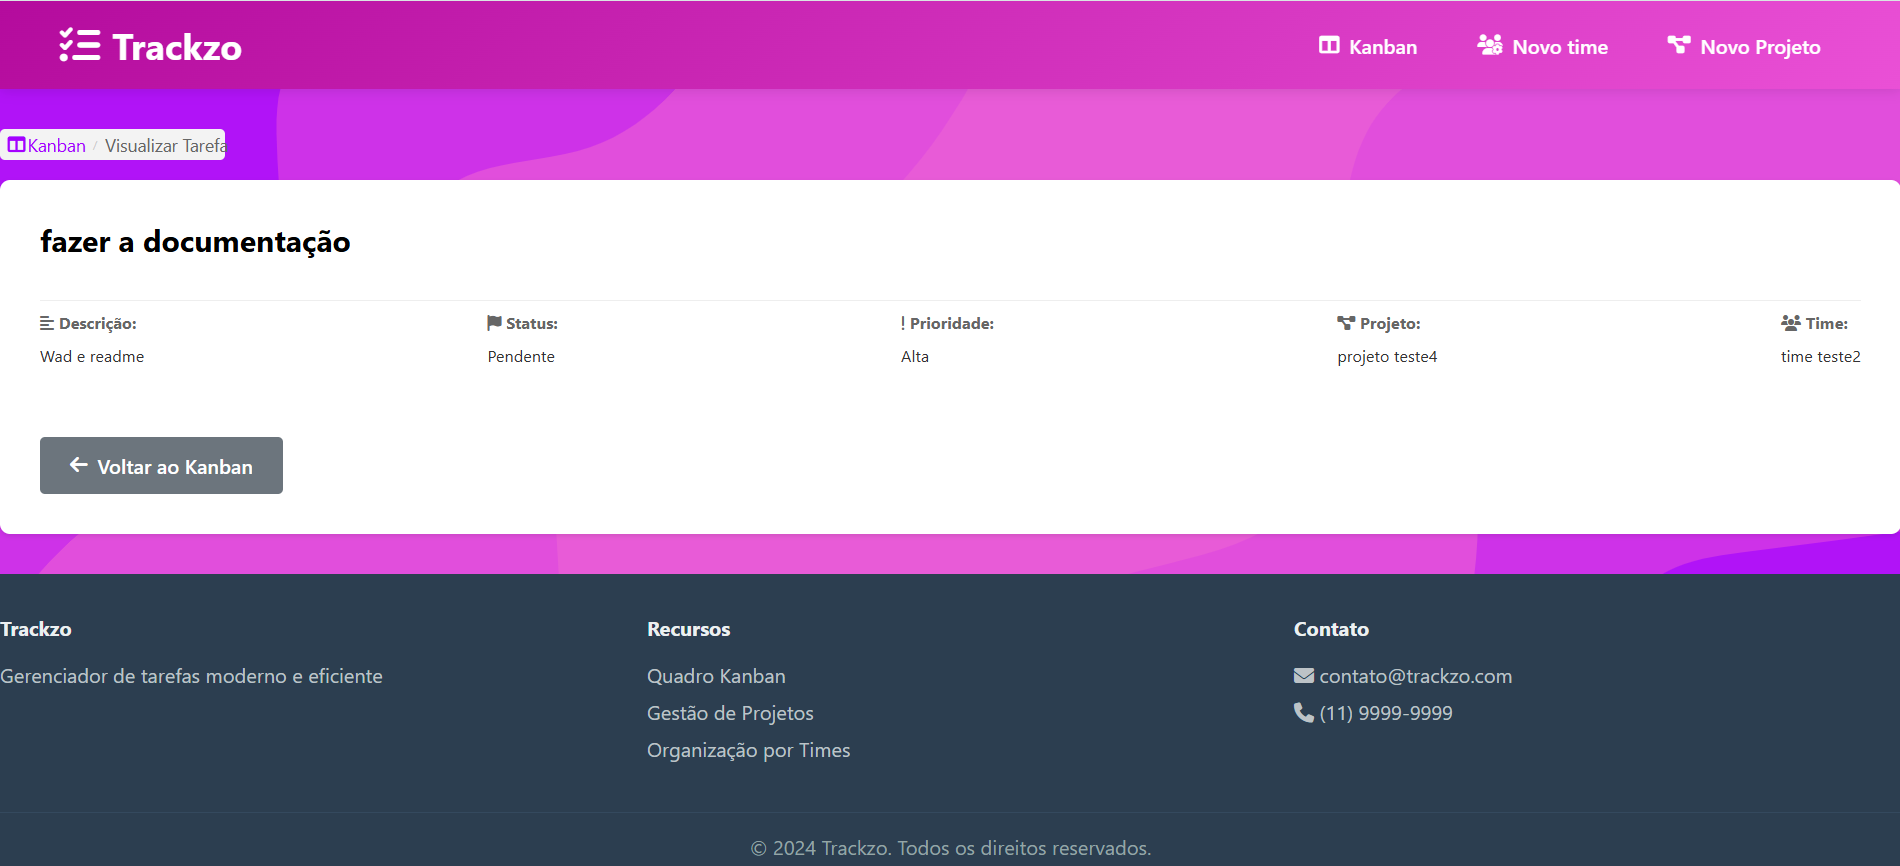 Trackzo
Kanban
Novo time
Novo Projeto
Kanban / Visualizar Tarefa
fazer a documentação
Descrição:
Wad e readme
Status:
Pendente
! Prioridade:
Alta
Projeto:
projeto teste4
Time:
time teste2
Voltar ao Kanban
Trackzo
Gerenciador de tarefas moderno e eficiente
Recursos
Quadro Kanban
Gestão de Projetos
Organização por Times
Contato
contato@trackzo.com
(11) 9999-9999
© 2024 Trackzo. Todos os direitos reservados.